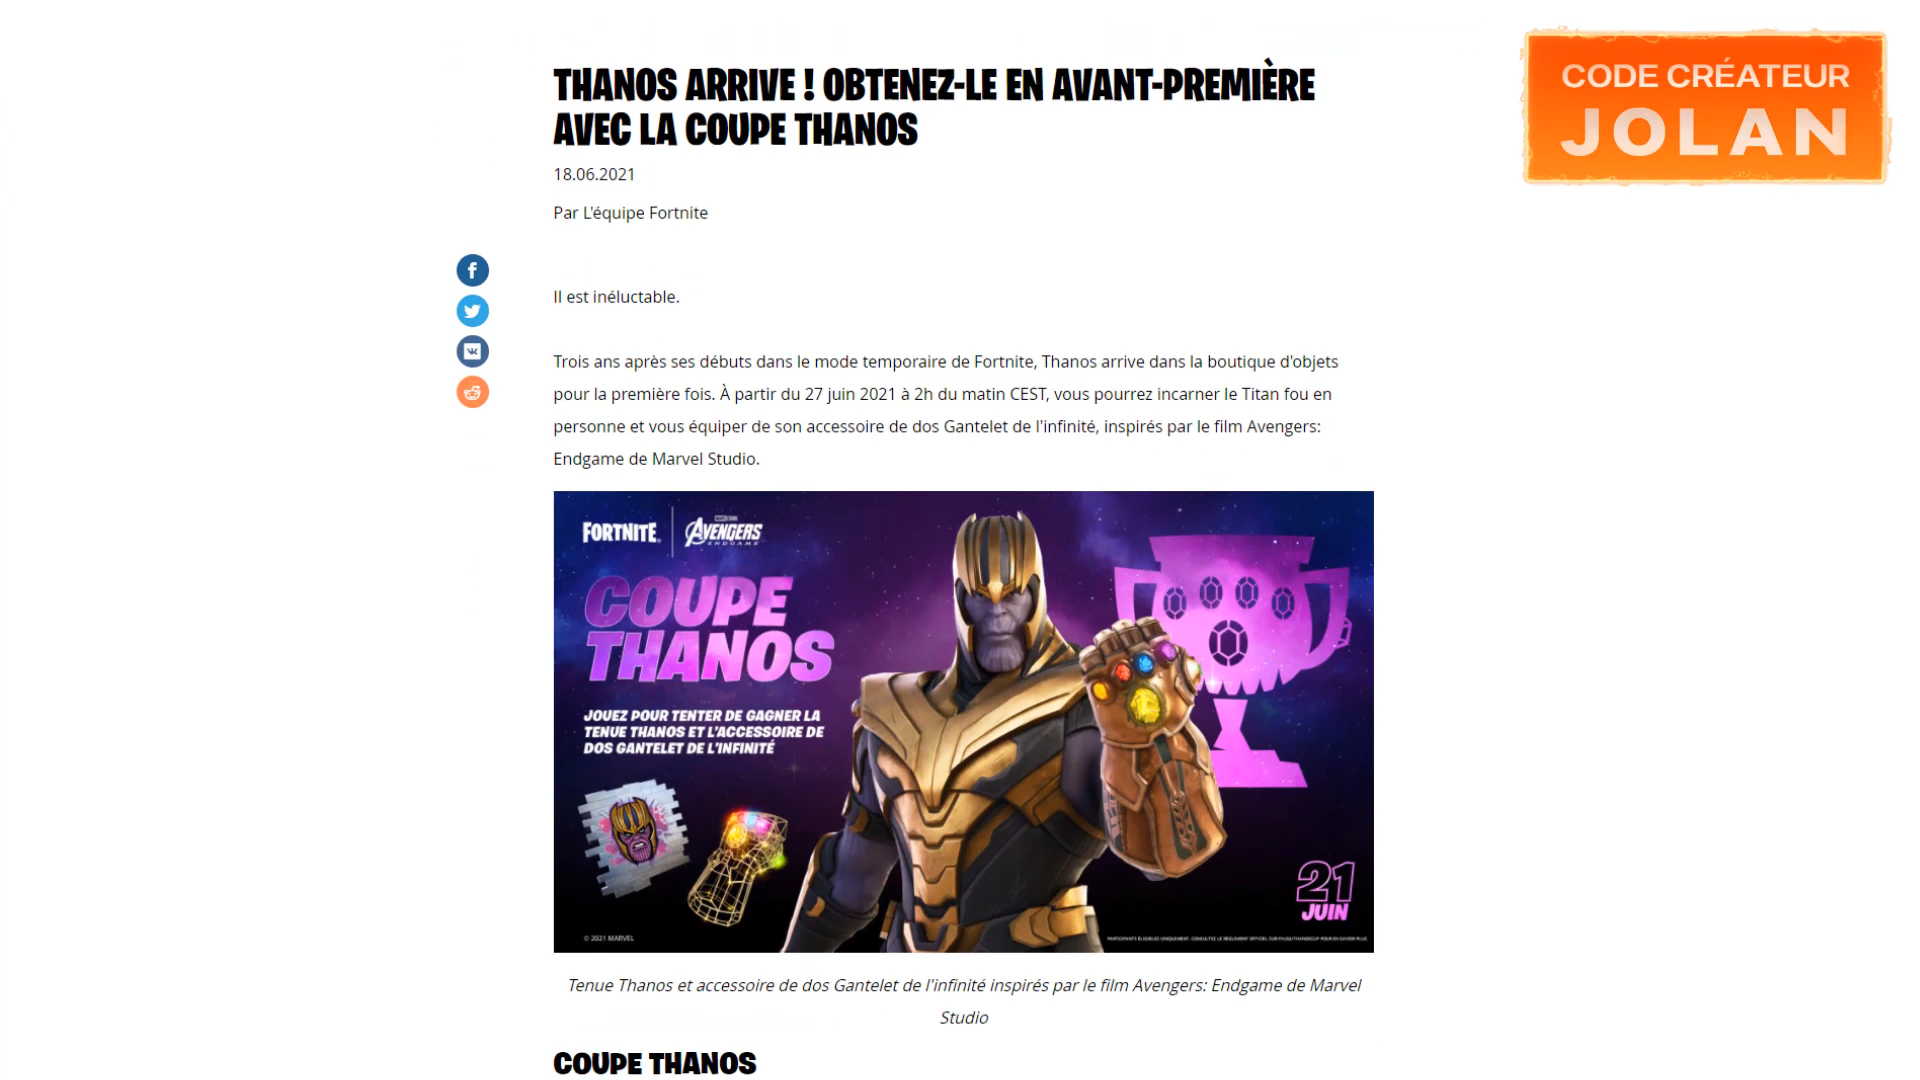 THANOS ARRIVE ! OBTENEZ-LE EN AVANT-PREMIÈRE
AVEC LA COUPE THANOS
18.06.2021
Par L'équipe Fortnite
CODE CRÉATEUR
JOLAN
Il est inéluctable.
Trois ans après ses débuts dans le mode temporaire de Fortnite, Thanos arrive dans la boutique d'objets
pour la première fois. À partir du 27 juin 2021 à 2h du matin CEST, vous pourrez incarner le Titan fou en
personne et vous équiper de son accessoire de dos Gantelet de l'infinité, inspirés par le film Avengers:
Endgame de Marvel Studio.
FORTNITE
AVENGERS
ENDGAME
COUPE
THANOS
JOUEZ POUR TENTER DE GAGNER LA
TENUE THANOS ET L'ACCESSOIRE DE
DOS GANTELET DE L'INFINITÉ
21
JUIN
© 2021 MARVEL
Tenue Thanos et accessoire de dos Gantelet de l'infinité inspirés par le film Avengers: Endgame de Marvel
Studio
COUPE THANOS